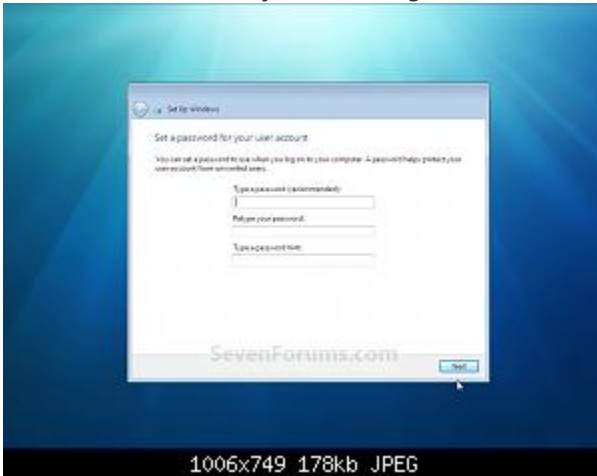 Set Up Windows
Set a password for your user account
You can set a password to use when you log on to your computer. A password helps protect your
user account from unwanted users.
Type a password (recommended):
Retype your password:
Type a password hint:
SevenForums.com
Next
1006x749 178kb JPEG